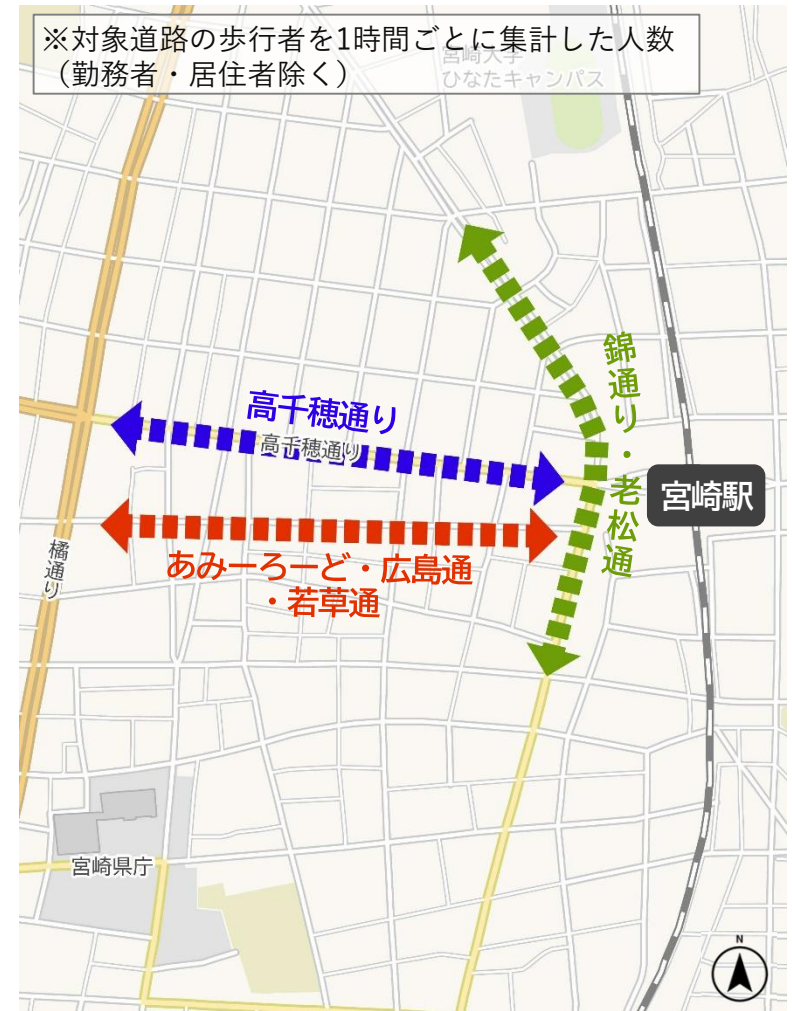 ※対象道路の歩行者を1時間ごとに集計した人数
（勤務者・居住者除く）
宮崎大学
ひなたキャンパス
錦通り・老松通
高千穂通り
高千穂通り
宮崎駅
あみーろーど・広島通
・若草通
橘通り
宮崎県庁
N